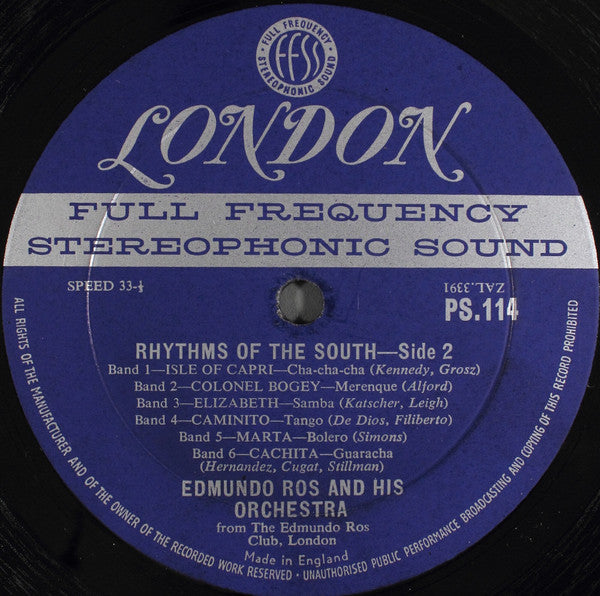 FULL FREQUENCY
FFSS
STEREOPHONIC SOUND
LONDON
FULL FREQUENCY
STEREOPHONIC SOUND
SPEED 33-⅓
ZAL.3391
PS.114
RHYTHMS OF THE SOUTH—Side 2
Band 1—ISLE OF CAPRI—Cha-cha-cha (Kennedy, Grosz)
Band 2—COLONEL BOGEY—Merenque (Alford)
Band 3—ELIZABETH—Samba (Katscher, Leigh)
Band 4—CAMINITO—Tango (De Dios, Filiberto)
Band 5—MARTA—Bolero (Simons)
Band 6—CACHITA—Guaracha
(Hernandez, Cugat, Stillman)
EDMUNDO ROS AND HIS
ORCHESTRA
from The Edmundo Ros
Club, London
Made in England
ALL RIGHTS OF THE MANUFACTURER AND OF THE OWNER OF THE RECORDED WORK RESERVED · UNAUTHORISED PUBLIC PERFORMANCE BROADCASTING AND COPYING OF THIS RECORD PROHIBITED